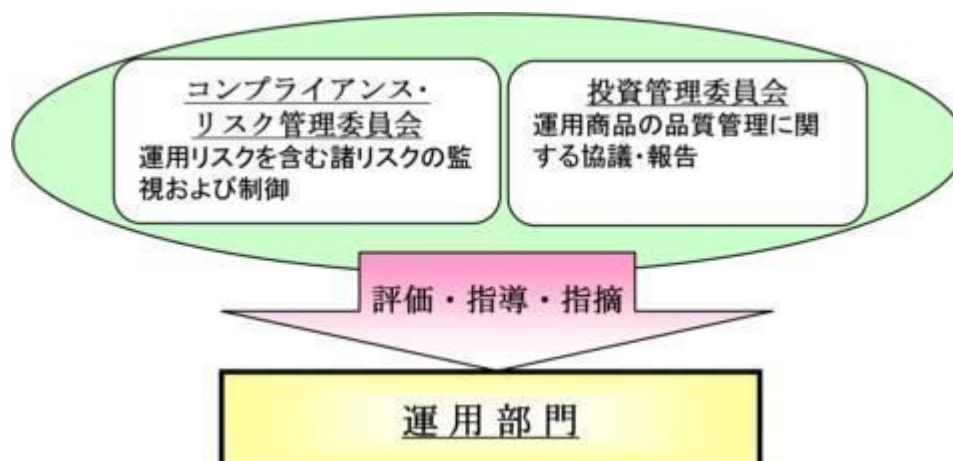 コンプライアンス・
リスク管理委員会
運用リスクを含む諸リスクの監
視および制御
投資管理委員会
運用商品の品質管理に関
する協議・報告
評価・指導・指摘
運用部門